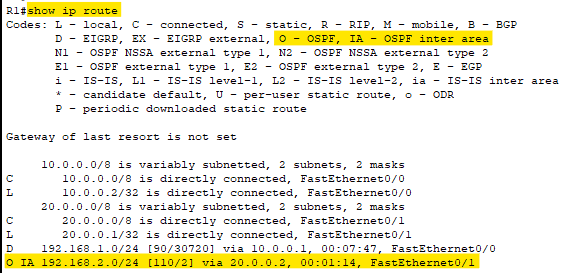 R1#show ip route
Codes: L - local, C - connected, S - static, R - RIP, M - mobile, B - BGP
       D - EIGRP, EX - EIGRP external, O - OSPF, IA - OSPF inter area
       N1 - OSPF NSSA external type 1, N2 - OSPF NSSA external type 2
       E1 - OSPF external type 1, E2 - OSPF external type 2, E - EGP
       i - IS-IS, L1 - IS-IS level-1, L2 - IS-IS level-2, ia - IS-IS inter area
       * - candidate default, U - per-user static route, o - ODR
       P - periodic downloaded static route
Gateway of last resort is not set
     10.0.0.0/8 is variably subnetted, 2 subnets, 2 masks
C       10.0.0.0/8 is directly connected, FastEthernet0/0
L       10.0.0.2/32 is directly connected, FastEthernet0/0
     20.0.0.0/8 is variably subnetted, 2 subnets, 2 masks
C       20.0.0.0/8 is directly connected, FastEthernet0/1
L       20.0.0.1/32 is directly connected, FastEthernet0/1
D    192.168.1.0/24 [90/30720] via 10.0.0.1, 00:07:47, FastEthernet0/0
O IA 192.168.2.0/24 [110/2] via 20.0.0.2, 00:01:14, FastEthernet0/1